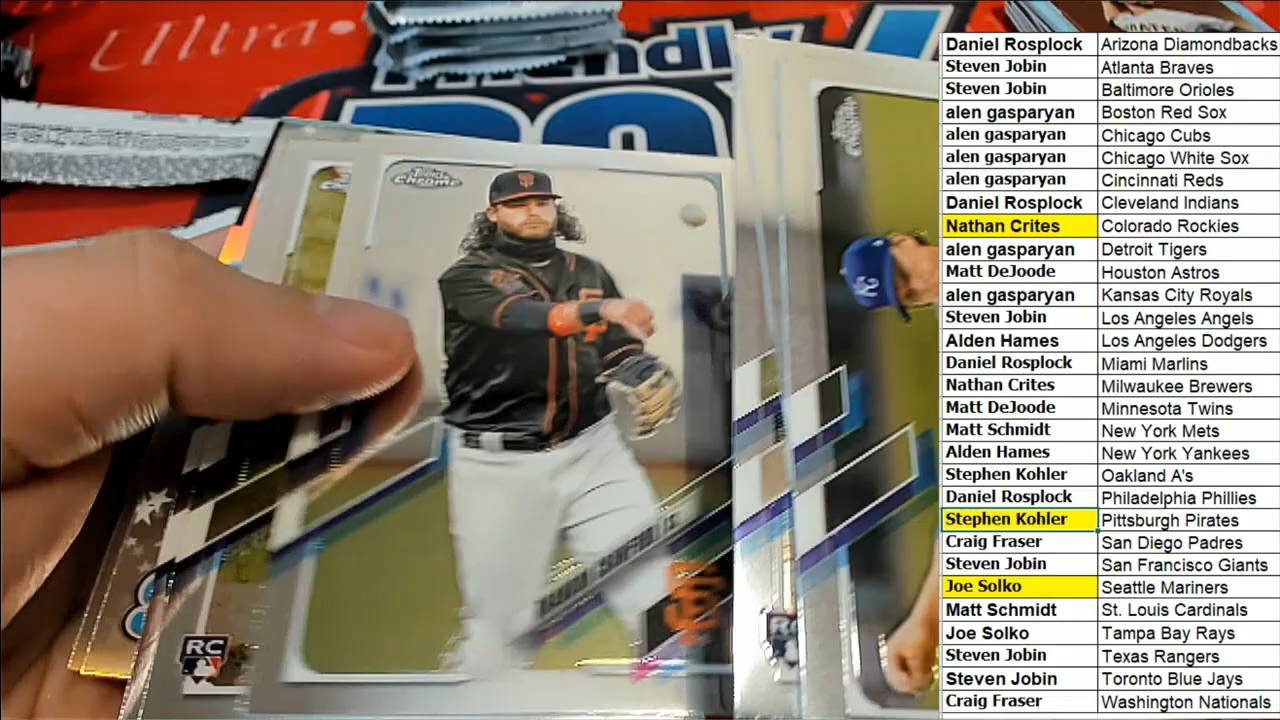 Ultra
Friendly
Topps
Chrome
RC
Daniel Rosplock Arizona Diamondbacks
Steven Jobin Atlanta Braves
Steven Jobin Baltimore Orioles
alen gasparyan Boston Red Sox
alen gasparyan Chicago Cubs
alen gasparyan Chicago White Sox
alen gasparyan Cincinnati Reds
Daniel Rosplock Cleveland Indians
Nathan Crites Colorado Rockies
alen gasparyan Detroit Tigers
Matt DeJoode Houston Astros
alen gasparyan Kansas City Royals
Steven Jobin Los Angeles Angels
Alden Hames Los Angeles Dodgers
Daniel Rosplock Miami Marlins
Nathan Crites Milwaukee Brewers
Matt DeJoode Minnesota Twins
Matt Schmidt New York Mets
Alden Hames New York Yankees
Stephen Kohler Oakland A's
Daniel Rosplock Philadelphia Phillies
Stephen Kohler Pittsburgh Pirates
Craig Fraser San Diego Padres
Steven Jobin San Francisco Giants
Joe Solko Seattle Mariners
Matt Schmidt St. Louis Cardinals
Joe Solko Tampa Bay Rays
Steven Jobin Texas Rangers
Steven Jobin Toronto Blue Jays
Craig Fraser Washington Nationals